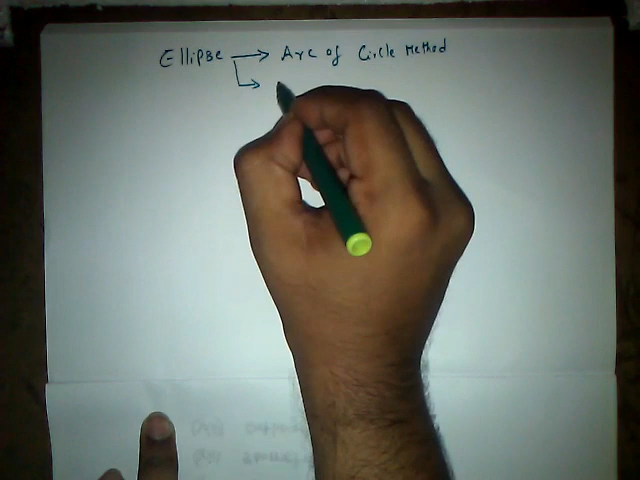 Ellipse → Arc of Circle Method
↳